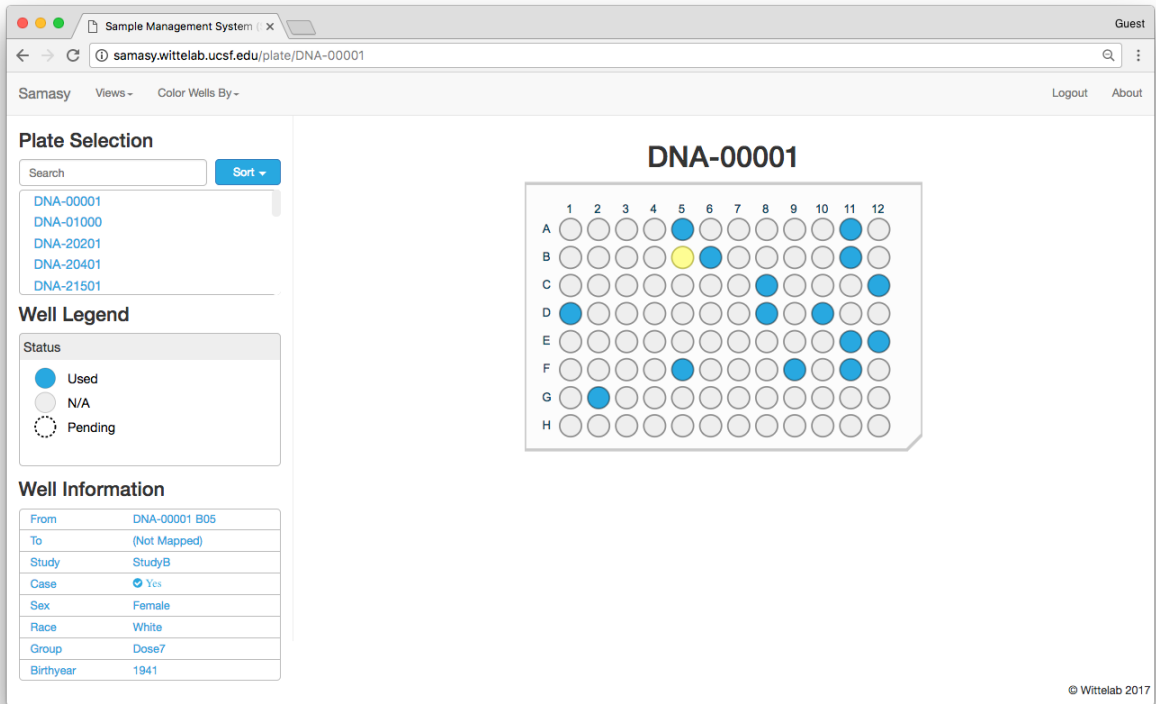 Sample Management System (
Guest
samasy.wittelab.ucsf.edu/plate/DNA-00001
Samasy Views Color Wells By Logout About
Plate Selection
Search Sort
DNA-00001
DNA-01000
DNA-20201
DNA-20401
DNA-21501
Well Legend
Status
Used
N/A
Pending
Well Information
From DNA-00001 B05
To (Not Mapped)
Study StudyB
Case Yes
Sex Female
Race White
Group Dose7
Birthyear 1941
DNA-00001
1 2 3 4 5 6 7 8 9 10 11 12
A
B
C
D
E
F
G
H
© Wittelab 2017